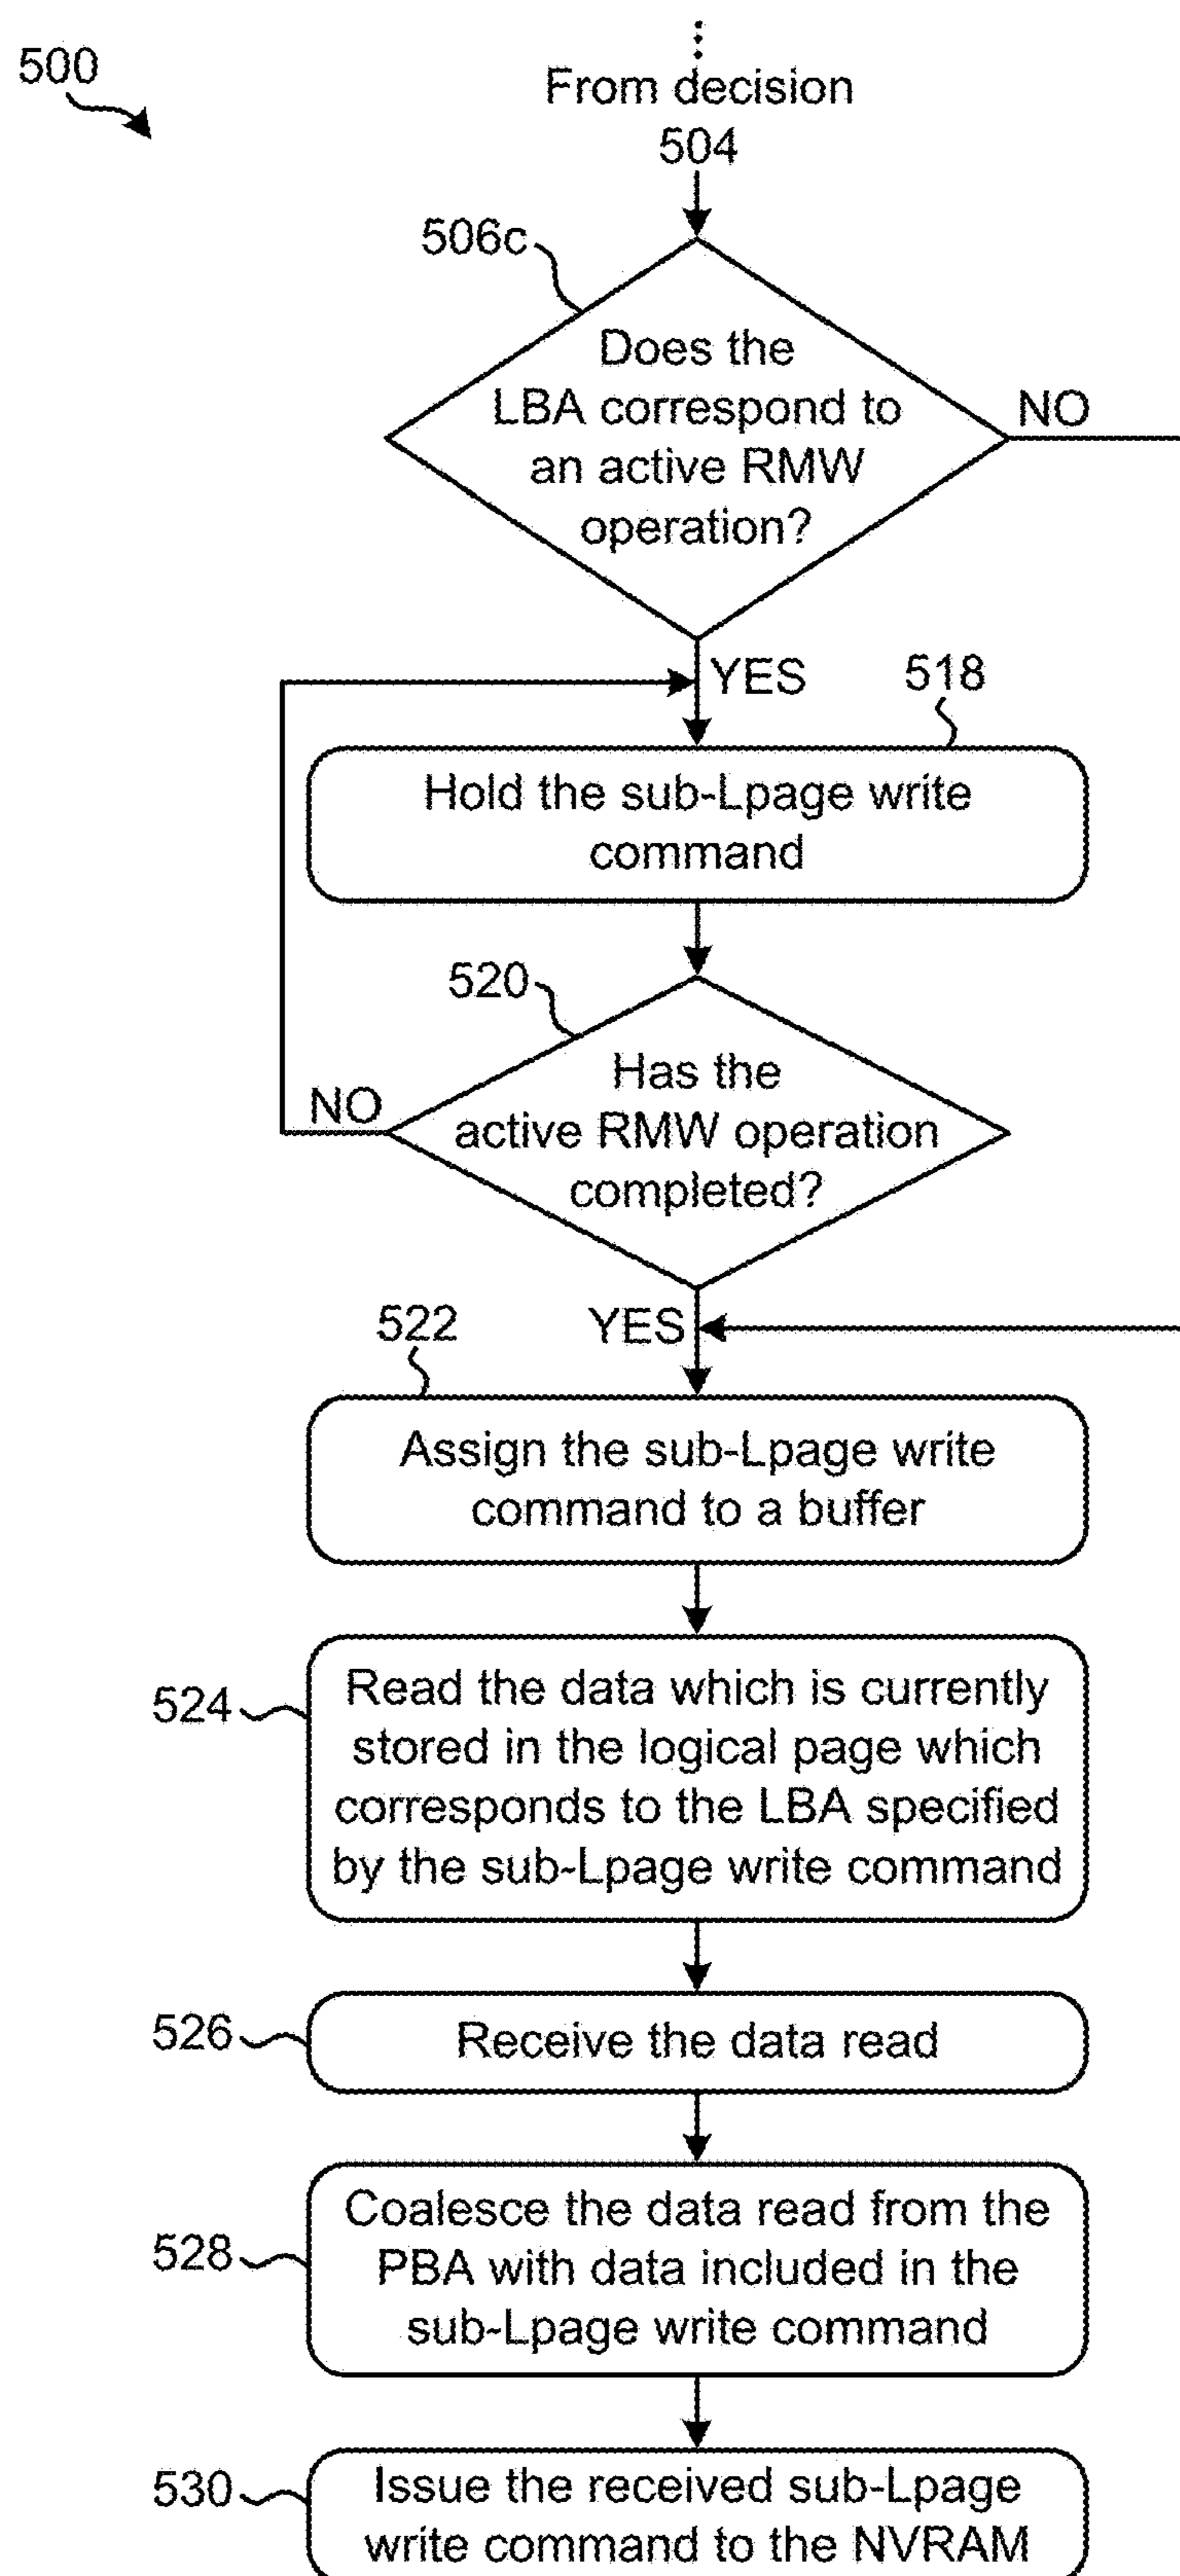 500
From decision
504
506c
Does the
LBA correspond to
an active RMW
operation?
NO
YES
518
Hold the sub-Lpage write
command
520
Has the
active RMW operation
completed?
NO
YES
522
Assign the sub-Lpage write
command to a buffer
524
Read the data which is currently
stored in the logical page which
corresponds to the LBA specified
by the sub-Lpage write command
526
Receive the data read
528
Coalesce the data read from the
PBA with data included in the
sub-Lpage write command
530
Issue the received sub-Lpage
write command to the NVRAM